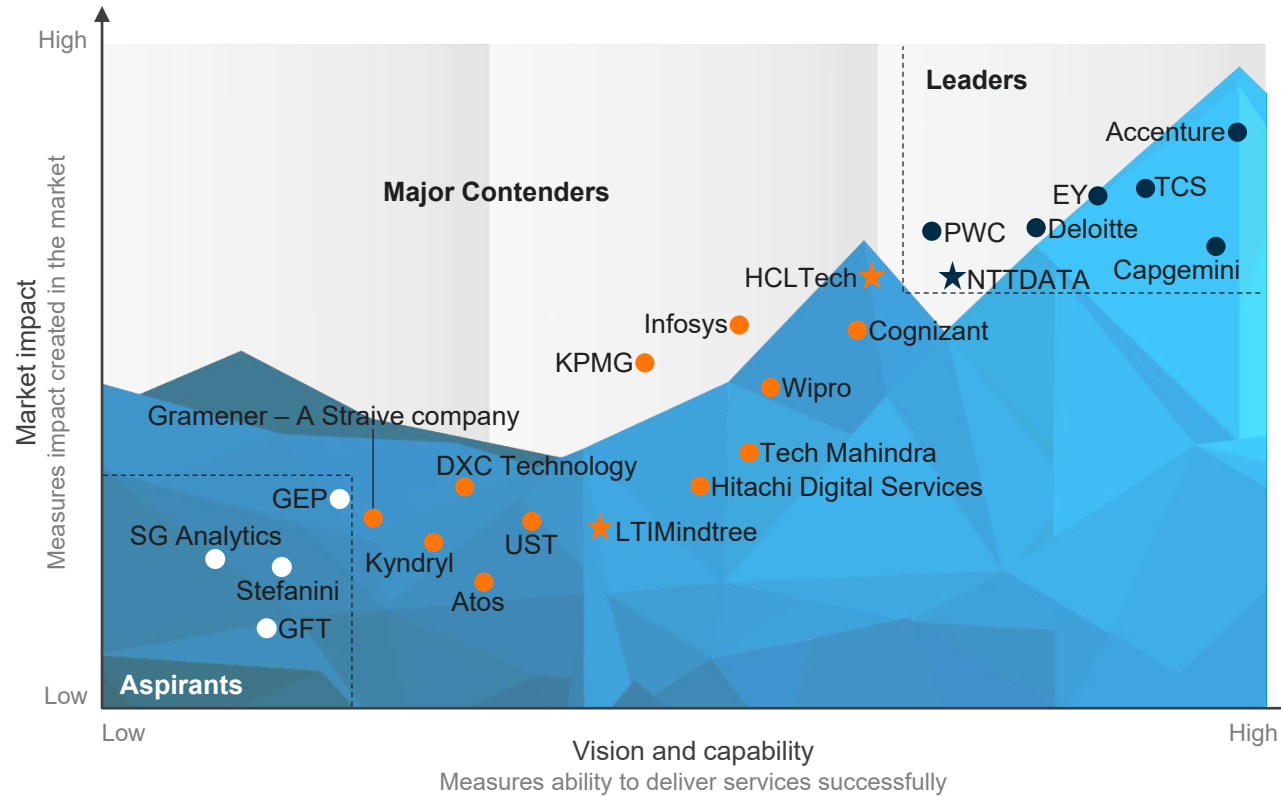 High
Leaders
Accenture
Major Contenders
EY
TCS
PWC
Deloitte
Capgemini
HCLTech
NTTDATA
Infosys
Cognizant
KPMG
Wipro
Gramener – A Straive company
Tech Mahindra
DXC Technology
Hitachi Digital Services
GEP
SG Analytics
LTIMindtree
UST
Kyndryl
Stefanini
Atos
GFT
Aspirants
Market impact
Measures impact created in the market
Low
Low
High
Vision and capability
Measures ability to deliver services successfully